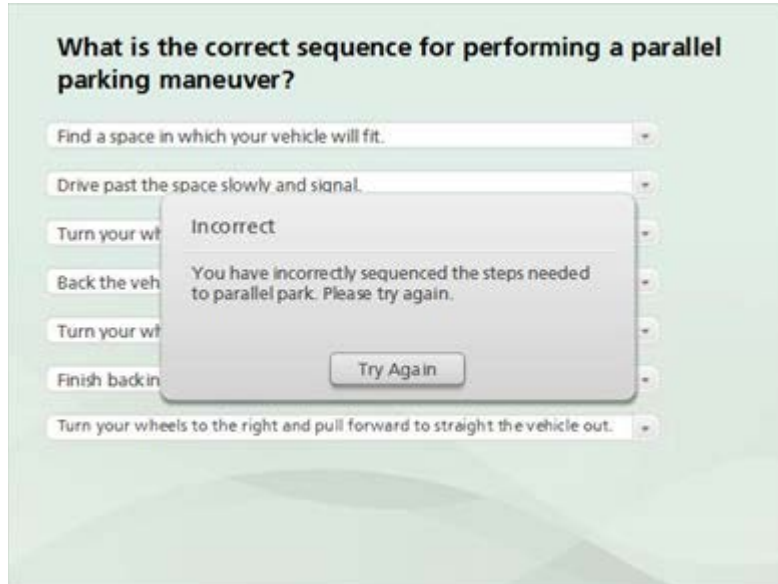 What is the correct sequence for performing a parallel
parking maneuver?
Find a space in which your vehicle will fit.
Drive past the space slowly and signal.
Turn your wh
Incorrect
Back the veh
You have incorrectly sequenced the steps needed
to parallel park. Please try again.
Turn your wh
Try Again
Finish backin
Turn your wheels to the right and pull forward to straight the vehicle out.